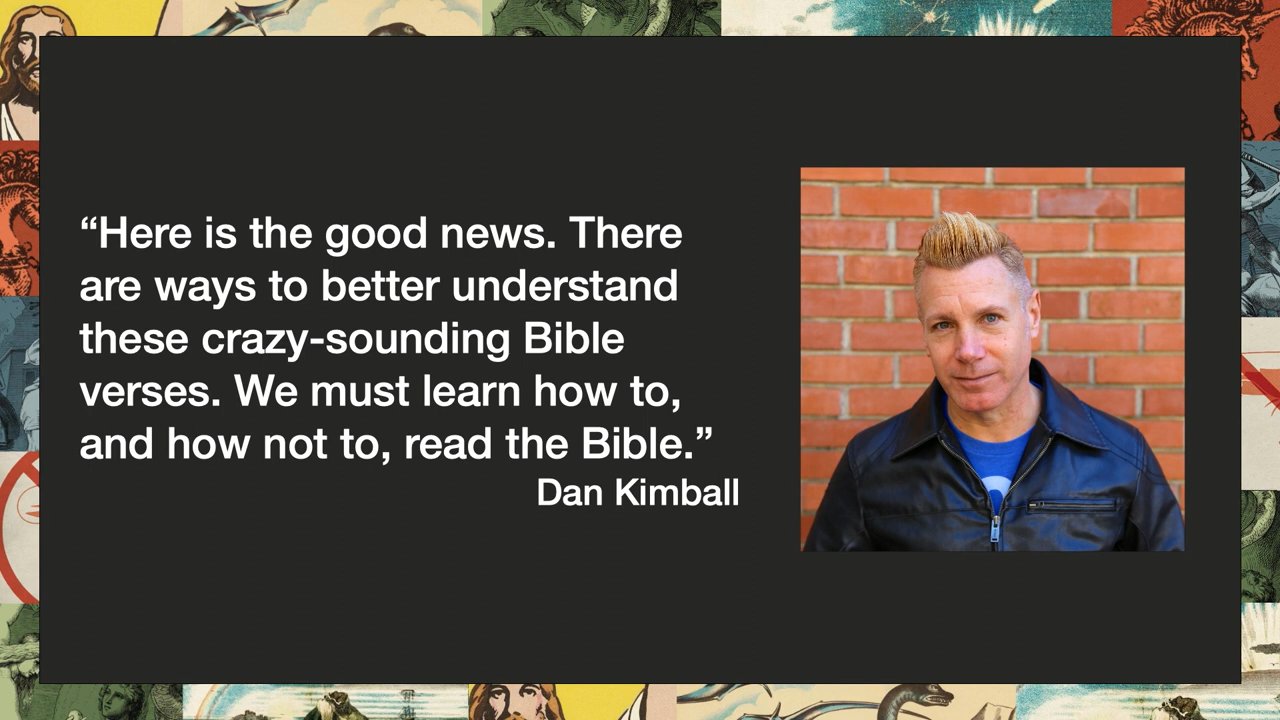 “Here is the good news. There
are ways to better understand
these crazy-sounding Bible
verses. We must learn how to,
and how not to, read the Bible.”
Dan Kimball